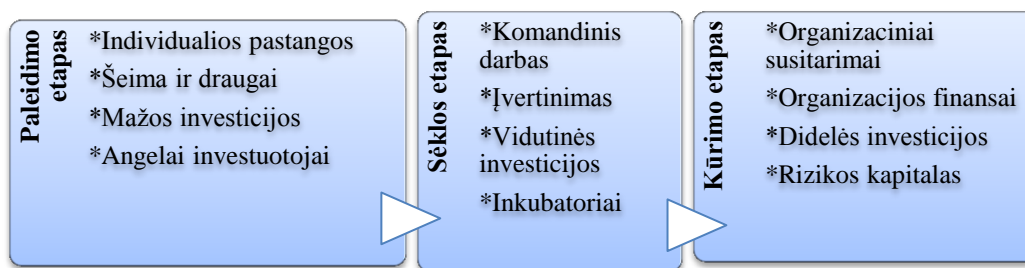 Paleidimo
etapas
*Individualios pastangos
*Šeima ir draugai
*Mažos investicijos
*Angelai investuotojai
Sėklos etapas
*Komandinis
darbas
*Įvertinimas
*Vidutinės
investicijos
*Inkubatoriai
Kūrimo etapas
*Organizaciniai
susitarimai
*Organizacijos finansai
*Didelės investicijos
*Rizikos kapitalas